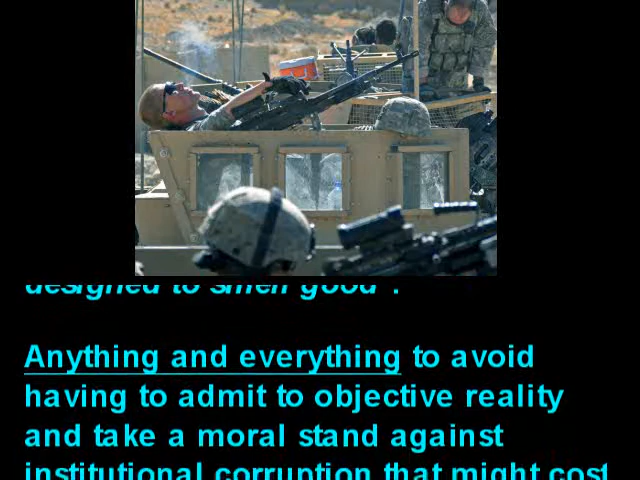 designed to smell good".
Anything and everything to avoid
having to admit to objective reality
and take a moral stand against
institutional corruption that might cost